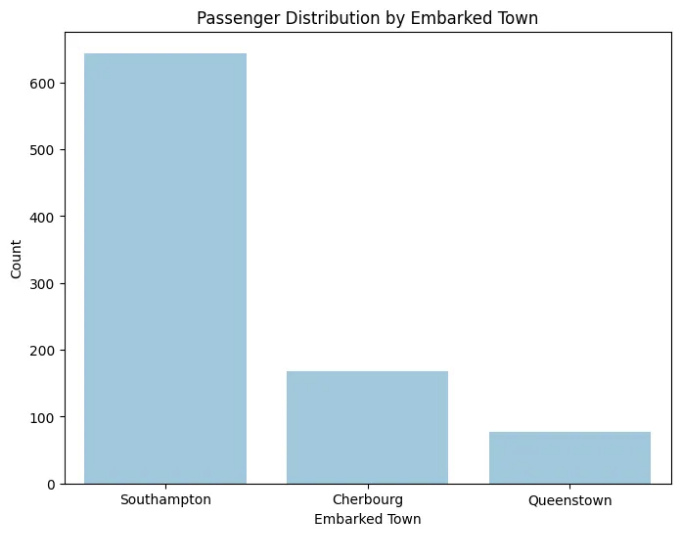 Passenger Distribution by Embarked Town
600
500
400
300
200
100
0
Count
Southampton
Cherbourg
Queenstown
Embarked Town